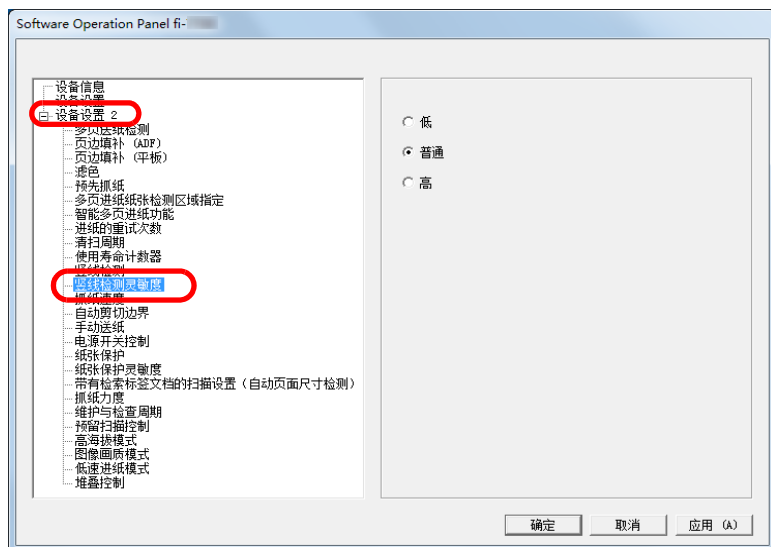 Software Operation Panel fi-
设备信息
设备设置
设备设置 2
多页送纸检测
页边填补 (ADF)
页边填补 (平板)
滤色
预先抓纸
多页进纸纸张检测区域指定
智能多页进纸功能
进纸的重试次数
清扫周期
使用寿命计数器
竖线检测
竖线检测灵敏度
抓纸速度
自动剪切边界
手动送纸
电源开关控制
纸张保护
纸张保护灵敏度
带有检索标签文档的扫描设置(自动页面尺寸检测)
抓纸力度
维护与检查周期
预留扫描控制
高海拔模式
图像画质模式
低速进纸模式
堆叠控制
低
普通
高
确定 取消 应用 (A)